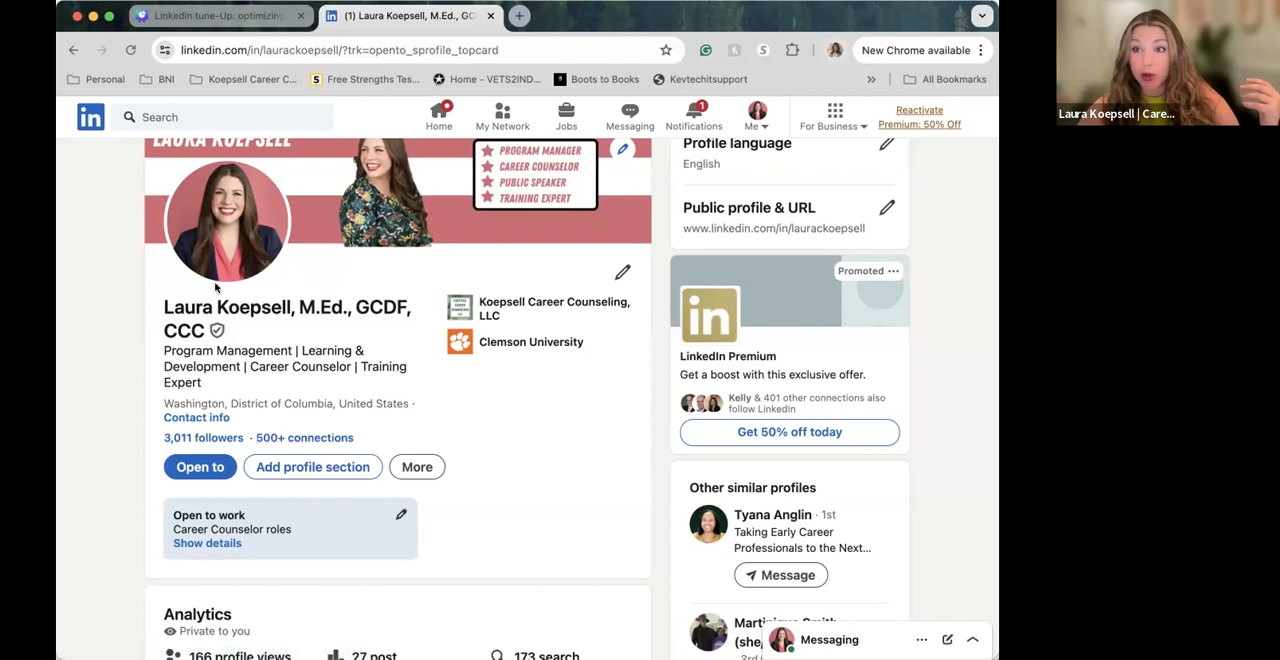 Linkedin tune-Up: optimizing
(1) Laura Koepsell, M.Ed., GC
linkedin.com/in/laurackoepsell/?trk=opento_sprofile_topcard
New Chrome available
Personal
BNI
Koepsell Career C...
Free Strengths Tes...
Home - VETS2IND...
Boots to Books
Kevtechitsupport
All Bookmarks
Laura Koepsell | Care...
Search
Home
My Network
Jobs
Messaging
1
Notifications
Me
For Business
Reactivate
Premium: 50% Off
LAURA KOEPSELL
PROGRAM MANAGER
CAREER COUNSELOR
PUBLIC SPEAKER
TRAINING EXPERT
Laura Koepsell, M.Ed., GCDF,
CCC
Program Management | Learning &
Development | Career Counselor | Training
Expert
Washington, District of Columbia, United States ·
Contact info
3,011 followers · 500+ connections
Open to
Add profile section
More
Koepsell Career Counseling,
LLC
Clemson University
Open to work
Career Counselor roles
Show details
Analytics
Private to you
166 profile views
27 post
173 search
Profile language
English
Public profile & URL
www.linkedin.com/in/laurackoepsell
Promoted
LinkedIn Premium
Get a boost with this exclusive offer.
Kelly & 401 other connections also
follow LinkedIn
Get 50% off today
Other similar profiles
Tyana Anglin · 1st
Taking Early Career
Professionals to the Next...
Message
(she/
3rd
Messaging